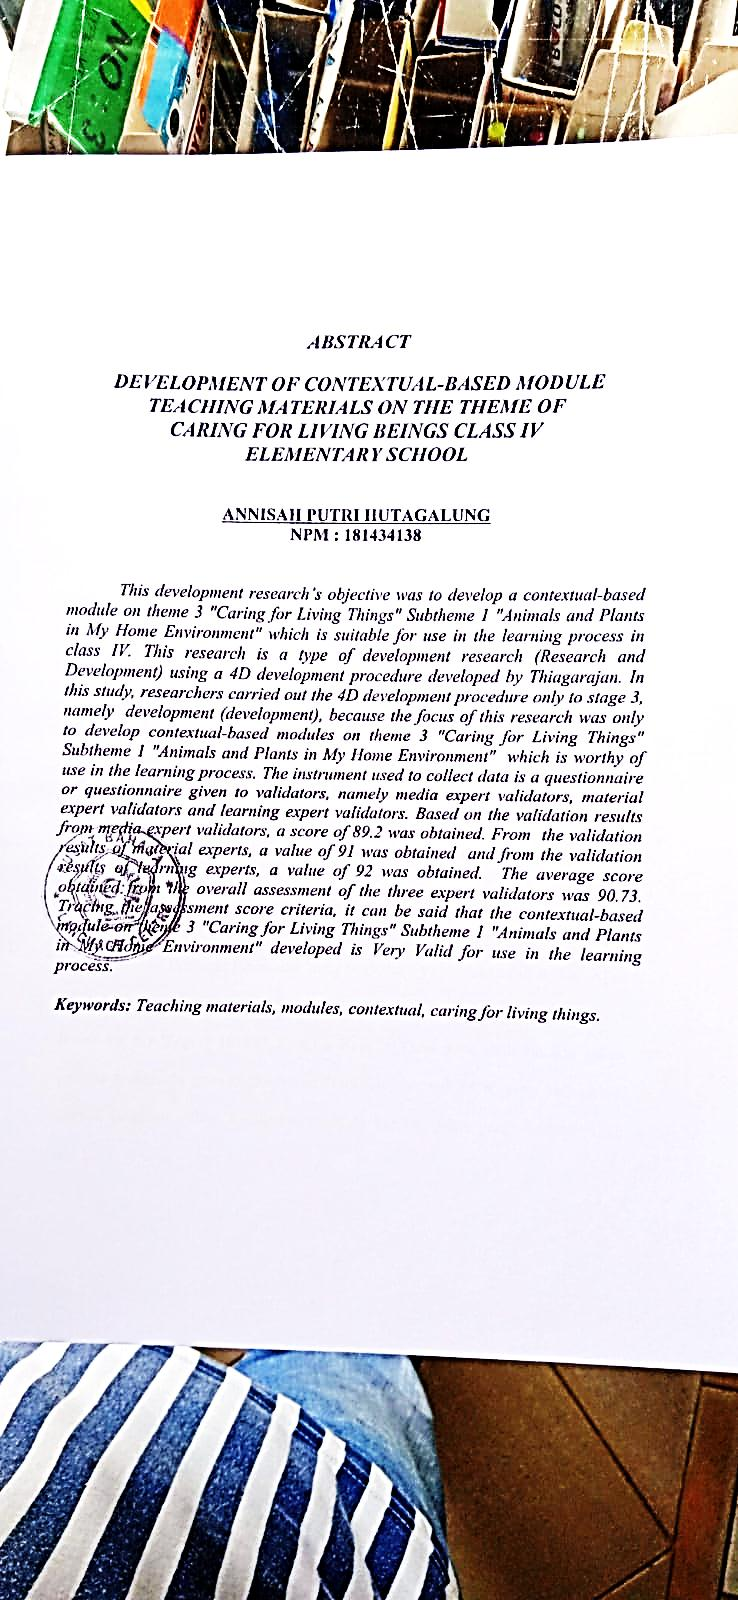 ON
3
ABSTRACT
DEVELOPMENT OF CONTEXTUAL-BASED MODULE
TEACHING MATERIALS ON THE THEME OF
CARING FOR LIVING BEINGS CLASS IV
ELEMENTARY SCHOOL
ANNISAH PUTRI HUTAGALUNG
NPM : 181434138
This development research's objective was to develop a contextual-based
module on theme 3 "Caring for Living Things" Subtheme 1 "Animals and Plants
in My Home Environment" which is suitable for use in the learning process in
class IV. This research is a type of development research (Research and
Development) using a 4D development procedure developed by Thiagarajan. In
this study, researchers carried out the 4D development procedure only to stage 3,
namely development (development), because the focus of this research was only
to develop contextual-based modules on theme 3 "Caring for Living Things"
Subtheme 1 "Animals and Plants in My Home Environment" which is worthy of
use in the learning process. The instrument used to collect data is a questionnaire
or questionnaire given to validators, namely media expert validators, material
expert validators and learning expert validators. Based on the validation results
from media expert validators, a score of 89.2 was obtained. From the validation
results of material experts, a value of 91 was obtained and from the validation
results of learning experts, a value of 92 was obtained. The average score
obtained from the overall assessment of the three expert validators was 90.73.
Tracing the assessment score criteria, it can be said that the contextual-based
module on theme 3 "Caring for Living Things" Subtheme 1 "Animals and Plants
in My Home Environment" developed is Very Valid for use in the learning
process.
Keywords: Teaching materials, modules, contextual, caring for living things.